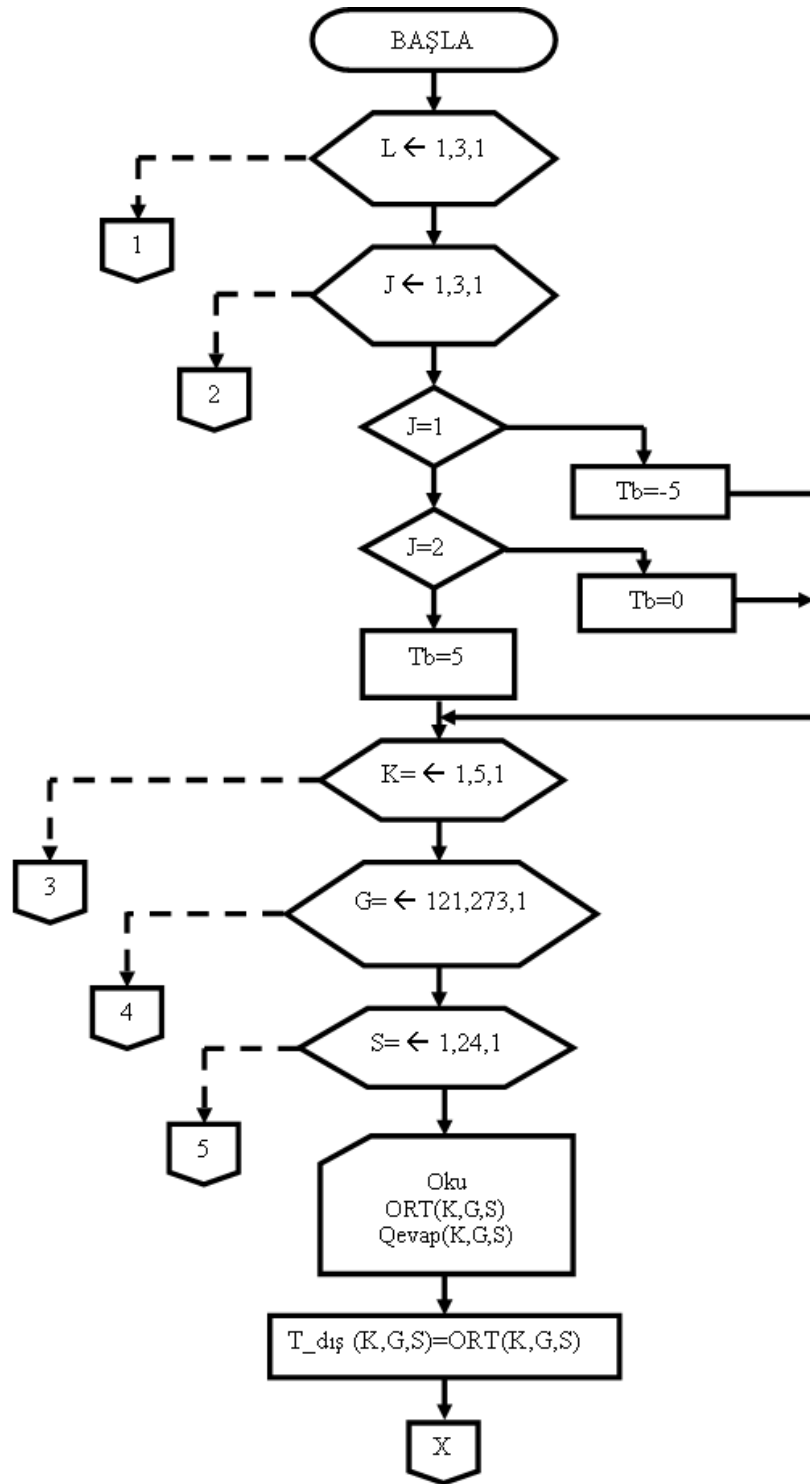 BAŞLA
L ← 1,3,1
1
J ← 1,3,1
2
J=1
Tb=-5
J=2
Tb=0
Tb=5
K= ← 1,5,1
3
G= ← 121,273,1
4
S= ← 1,24,1
5
Oku
ORT(K,G,S)
Qevap(K,G,S)
T_dış (K,G,S)=ORT(K,G,S)
X